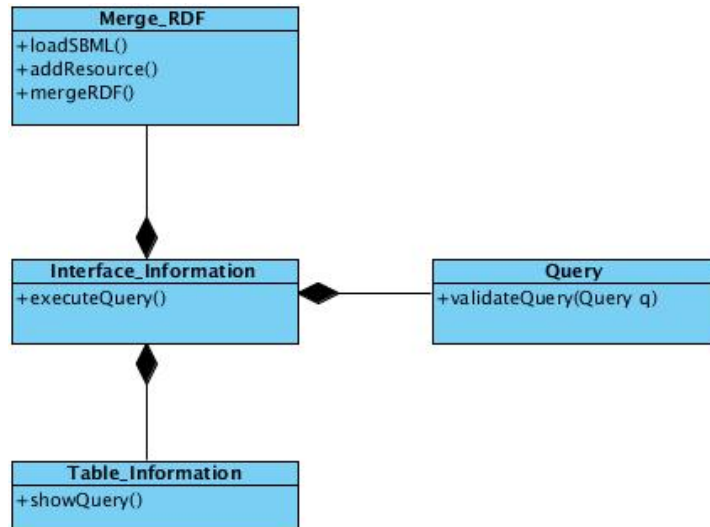 Merge_RDF
+loadSBML()
+addResource()
+mergeRDF()
Interface_Information
+executeQuery()
Query
+validateQuery(Query q)
Table_Information
+showQuery()